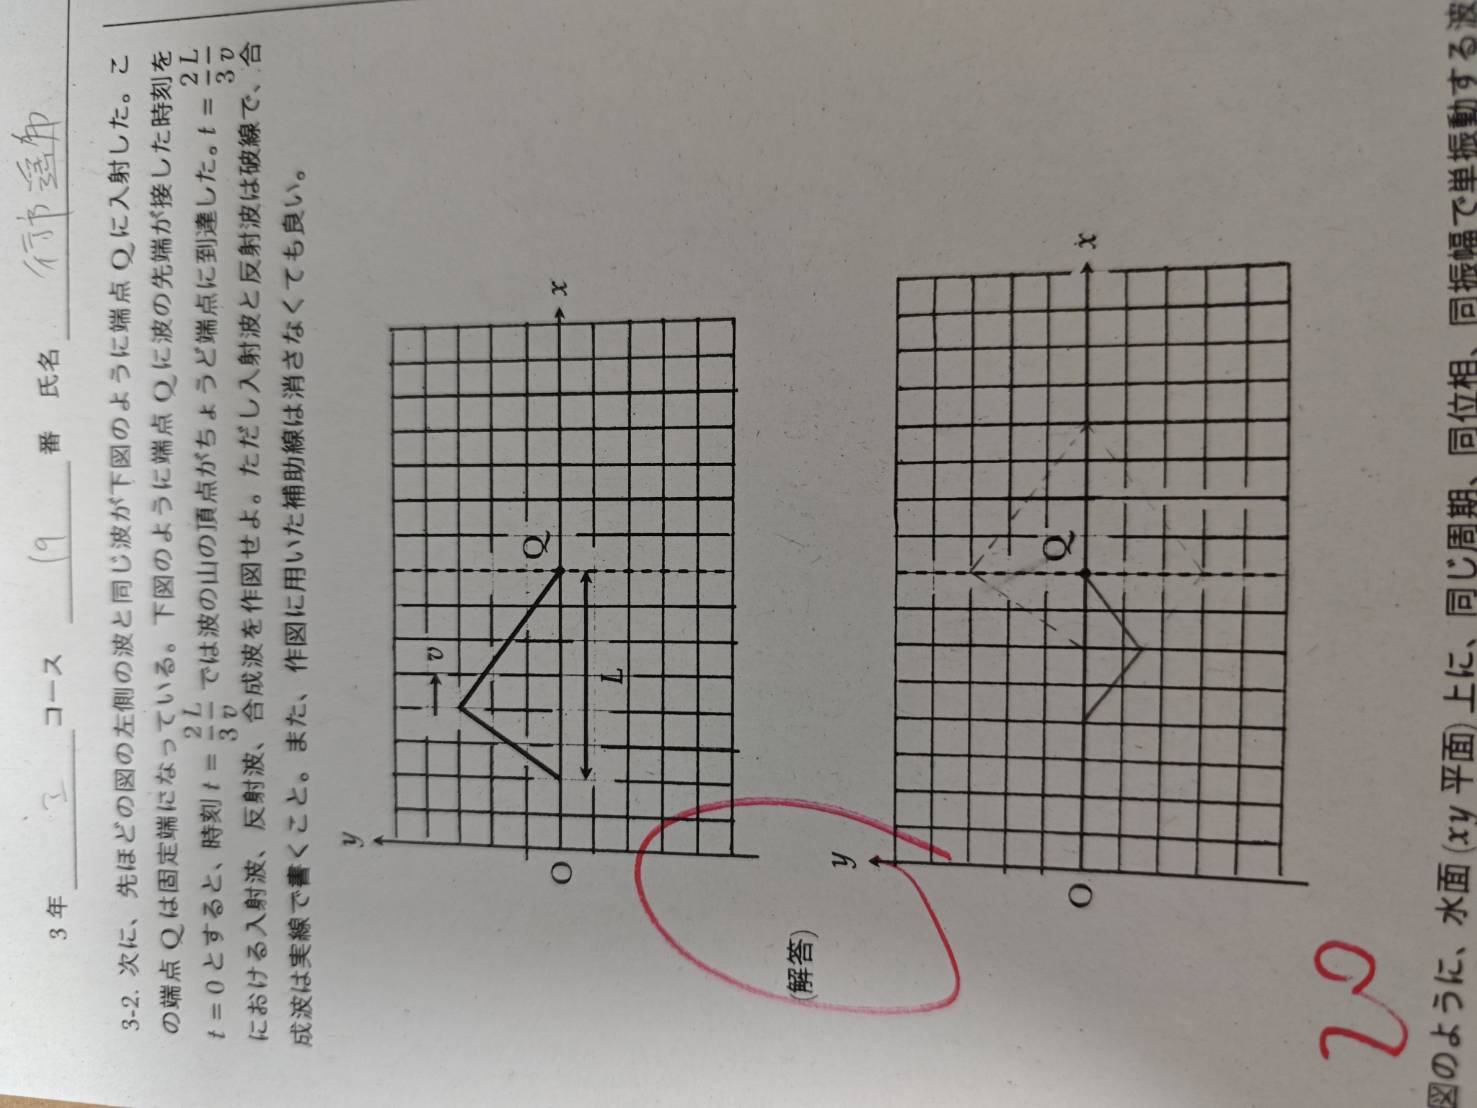 3年 コース 19 番 氏名
3-2. 次に、先ほどの図の左側の波と同じ波が下図のように端点 Q に入射した。こ
の端点 Q は固定端になっている。下図のように端点 Q に波の先端が接した時刻を
t = 0 とすると、時刻 t = 2/3 L/v では波の山の頂点がちょうど端点に到達した。t = 2/3 L/v
における入射波、反射波、合成波を作図せよ。ただし入射波と反射波は破線で、合
成波は実線で書くこと。また、作図に用いた補助線は消さなくても良い。
y
v
Q
O
x
L
(解答)
y
Q
O
x
20
図のように、水面 (xy 平面) 上に、同じ周期、同位相、同振幅で単振動する波